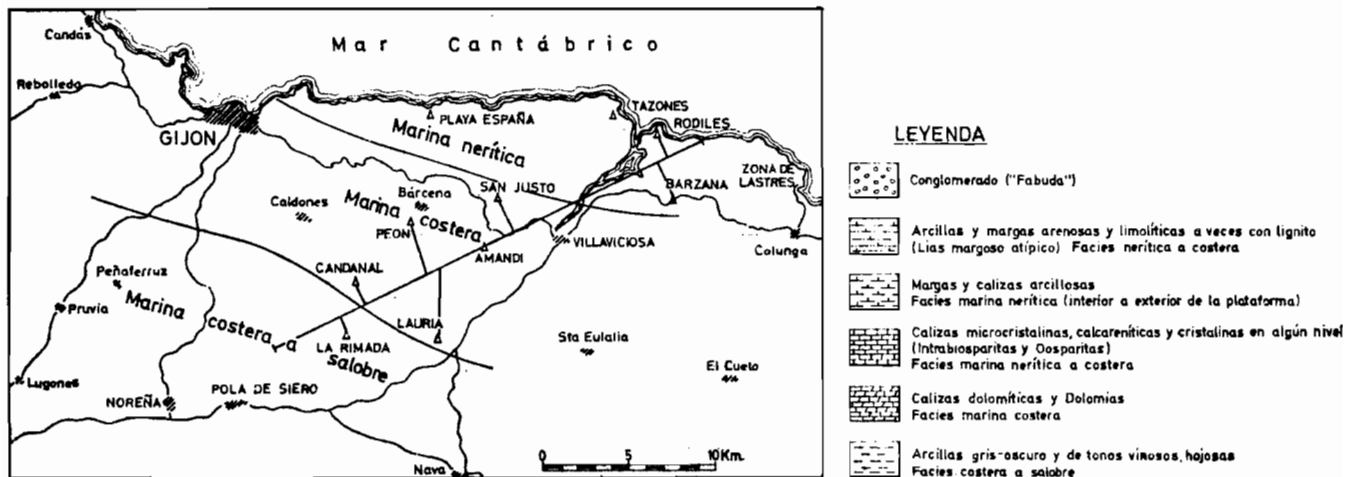 Mar Cantábrico
Candás
Rebolleda
GIJON
PLAYA ESPAÑA
TAZONES
RODILES
Marina nerítica
ZONA DE
LASTRES
BARZANA
SAN JUSTO
Bárcena
Caldones
Marina costera
PEON
AMANDI
VILLAVICIOSA
Colunga
CANDANAL
Peñaferruz
Pruvia
Marina costera a
salobre
LAURIA
LA RIMADA
Sta Eulalia
El Cueto
Lugones
NOREÑA
POLA DE SIERO
Nava
0 5 10 Km.
LEYENDA
Conglomerado ("Fabuda")
Arcillas y margas arenosas y limolíticas a veces con lignito
(Lias margoso atípico) Facies nerítica a costera
Margas y calizas arcillosas
Facies marina nerítica (interior a exterior de la plataforma)
Calizas microcristalinas, calcareníticas y cristalinas en algún nivel
(Intrabiosparitas y Oosparitas)
Facies marina nerítica a costera
Calizas dolomíticas y Dolomias
Facies marina costera
Arcillas gris-oscuro y de tonos vinosos, hojosas
Facies costera a salobre